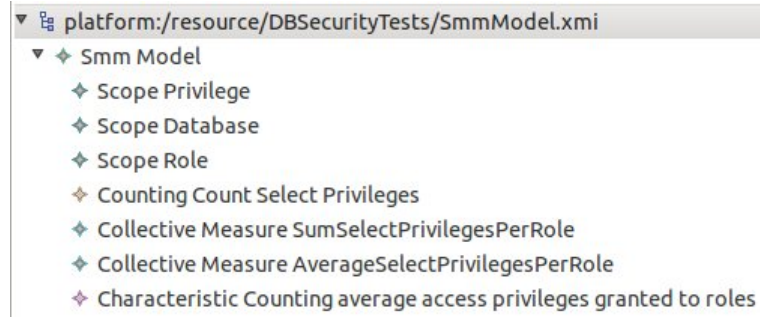 platform:/resource/DBSecurityTests/SmmModel.xmi
Smm Model
Scope Privilege
Scope Database
Scope Role
Counting Count Select Privileges
Collective Measure SumSelectPrivilegesPerRole
Collective Measure AverageSelectPrivilegesPerRole
Characteristic Counting average access privileges granted to roles